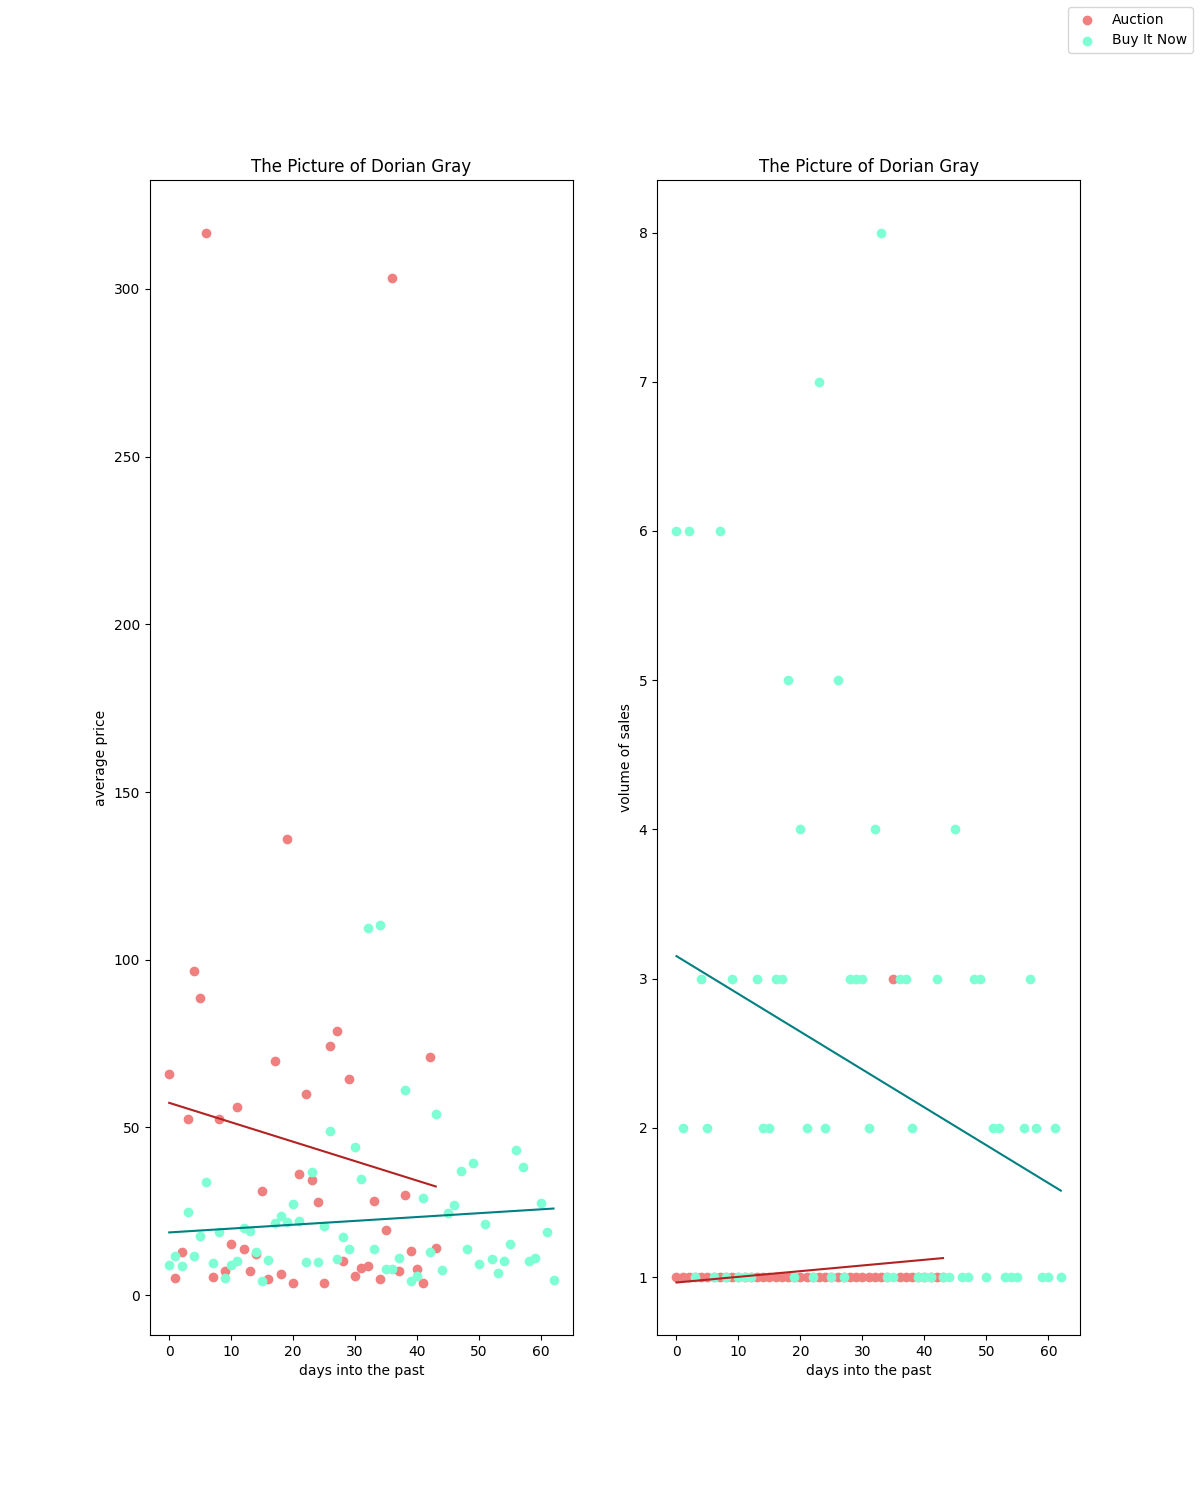 Auction
Buy It Now
The Picture of Dorian Gray
average price
300
250
200
150
100
50
0
0 10 20 30 40 50 60
days into the past
The Picture of Dorian Gray
volume of sales
8
7
6
5
4
3
2
1
0 10 20 30 40 50 60
days into the past